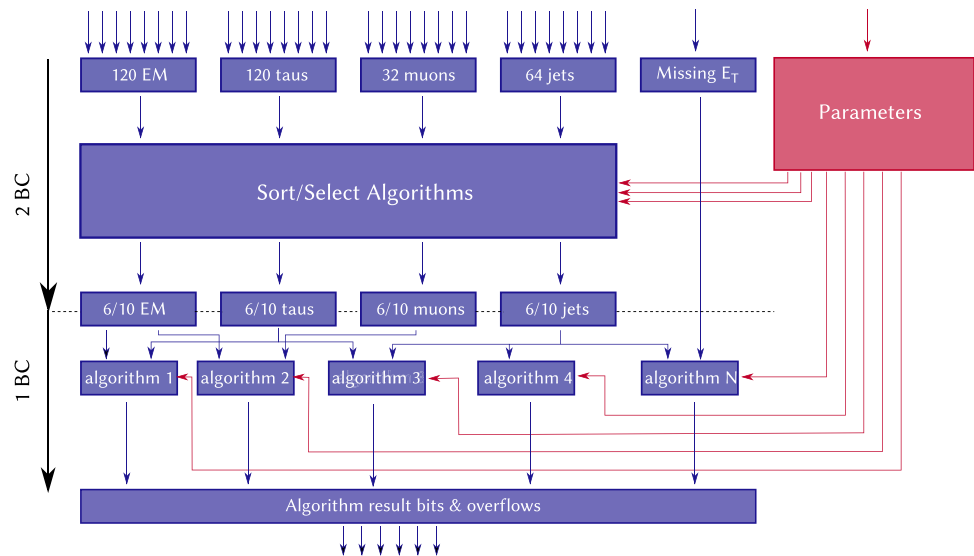 120 EM
120 taus
32 muons
64 jets
Missing E_T
Parameters
2 BC
Sort/Select Algorithms
6/10 EM
6/10 taus
6/10 muons
6/10 jets
1 BC
algorithm 1
algorithm 2
algorithm 3
algorithm 4
algorithm N
Algorithm result bits & overflows